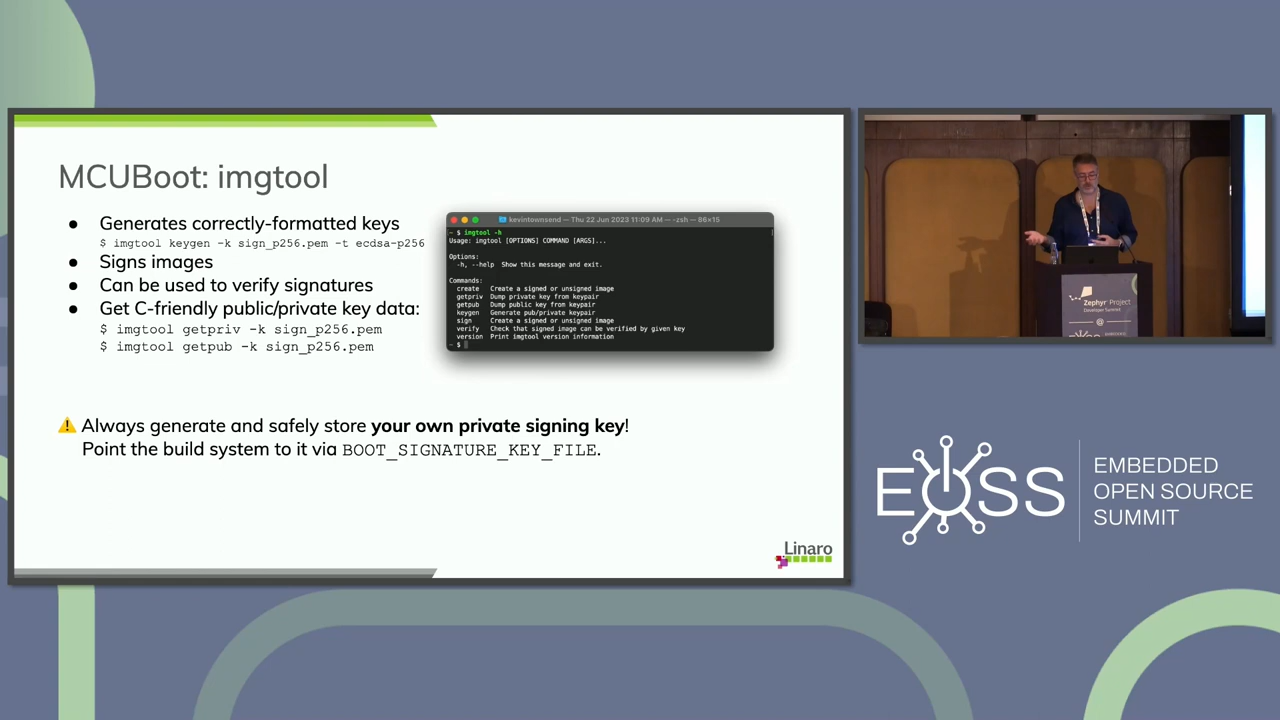 MCUBoot: imgtool
● Generates correctly-formatted keys
$ imgtool keygen -k sign_p256.pem -t ecdsa-p256
● Signs images
● Can be used to verify signatures
● Get C-friendly public/private key data:
$ imgtool getpriv -k sign_p256.pem
$ imgtool getpub -k sign_p256.pem
kevintownsend — Thu 22 Jun 2023 11:09 AM — -zsh — 86×15
~ $ imgtool -h
Usage: imgtool [OPTIONS] COMMAND [ARGS]...
Options:
-h, --help  Show this message and exit.
Commands:
create   Create a signed or unsigned image
getpriv  Dump private key from keypair
getpub   Dump public key from keypair
keygen   Generate pub/private keypair
sign     Create a signed or unsigned image
verify   Check that signed image can be verified by given key
version  Print imgtool version information
~ $
⚠ Always generate and safely store your own private signing key!
Point the build system to it via BOOT_SIGNATURE_KEY_FILE.
Linaro
Zephyr Project
Developer Summit
@
EOSS
EMBEDDED
OPEN SOURCE
SUMMIT